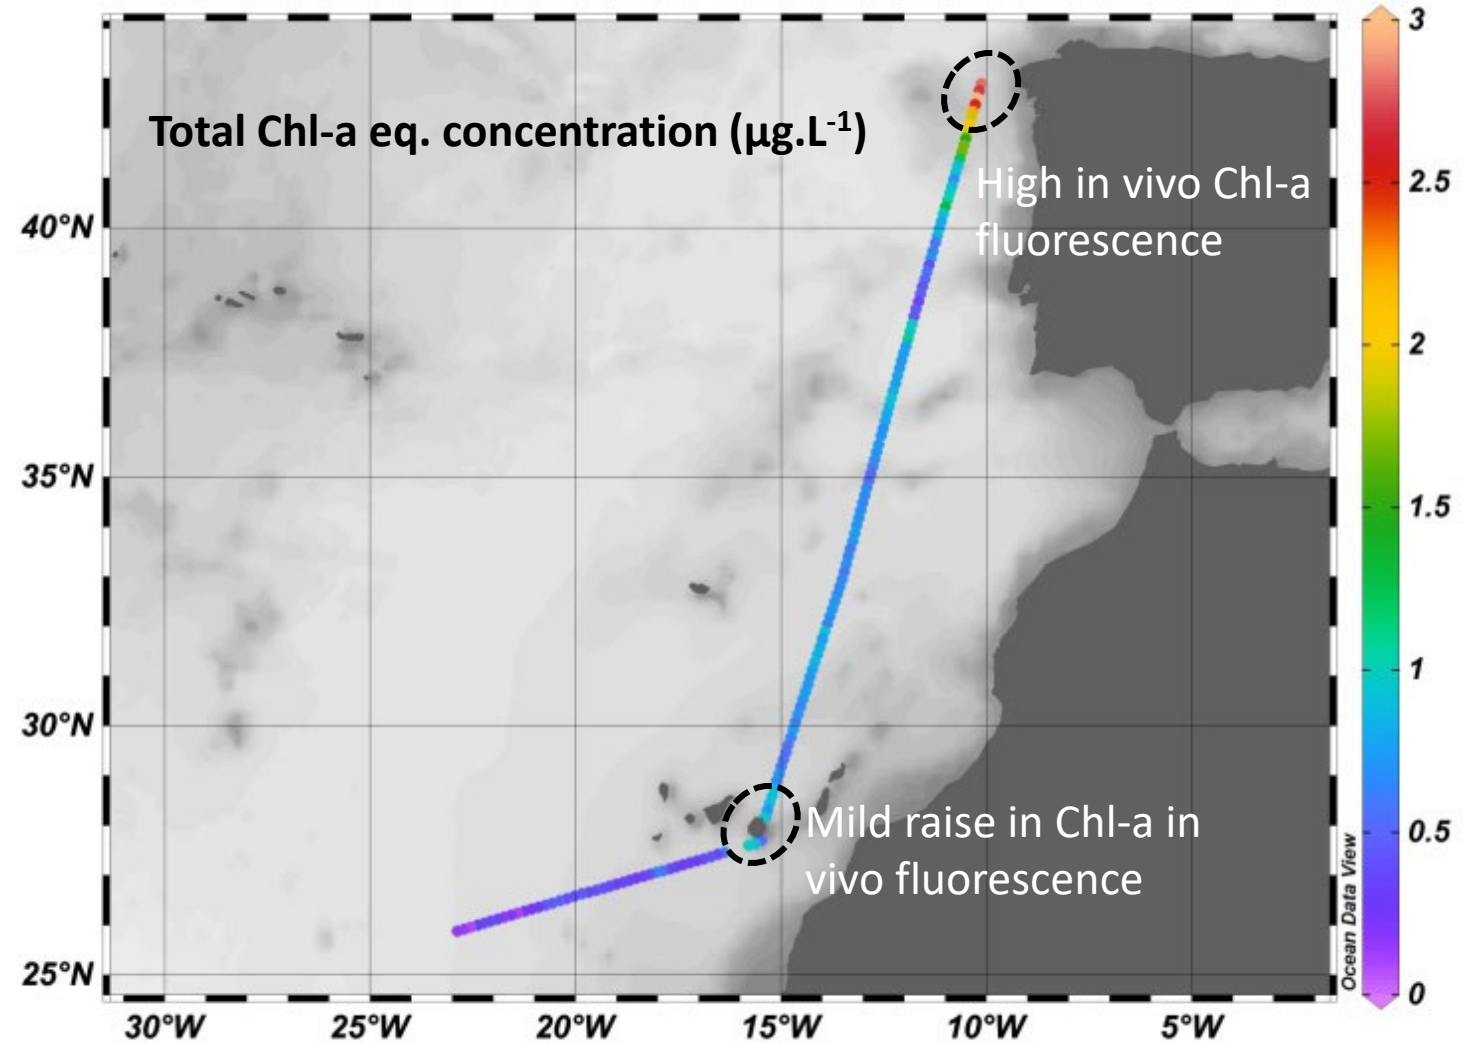 Total Chl-a eq. concentration (µg.L-1)
High in vivo Chl-a
fluorescence
Mild raise in Chl-a in
vivo fluorescence
40°N
35°N
30°N
25°N
30°W
25°W
20°W
15°W
10°W
5°W
Ocean Data View
3
2.5
2
1.5
1
0.5
0